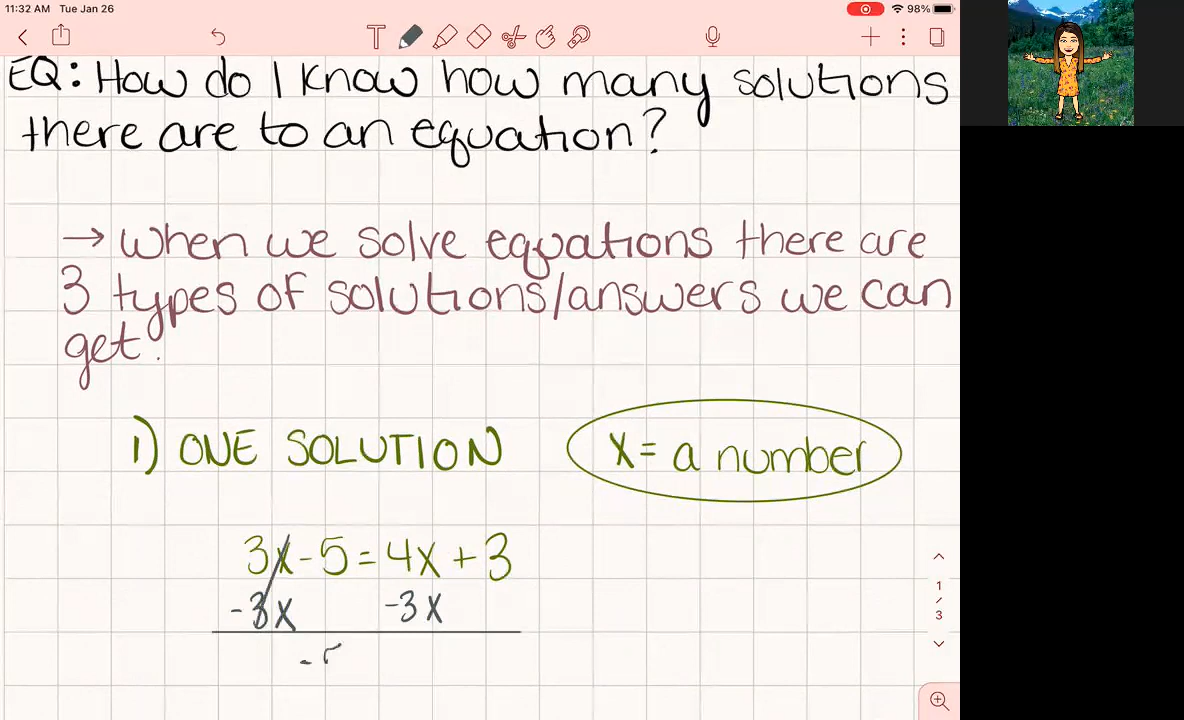 11:32 AM Tue Jan 26
98%
EQ: How do I know how many solutions
there are to an equation?
→ when we solve equations there are
3 types of solutions/answers we can
get.
1) ONE SOLUTION
x = a number
3x - 5 = 4x + 3
-3x -3x
-
1
/
3